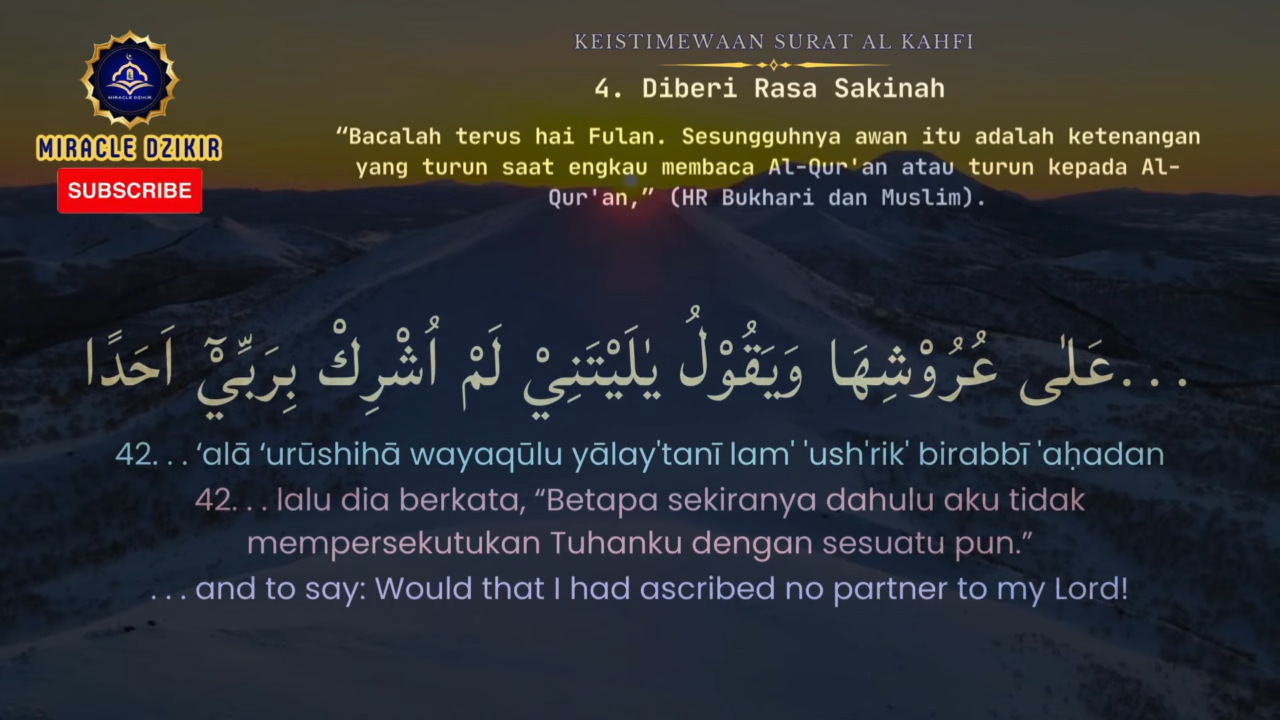 MIRACLE DZIKIR
MIRACLE DZIKIR
SUBSCRIBE
KEISTIMEWAAN SURAT AL KAHFI
4. Diberi Rasa Sakinah
“Bacalah terus hai Fulan. Sesungguhnya awan itu adalah ketenangan
yang turun saat engkau membaca Al-Qur'an atau turun kepada Al-
Qur'an,” (HR Bukhari dan Muslim).
...عَلٰى عُرُوْشِهَا وَيَقُوْلُ يٰلَيْتَنِيْ لَمْ اُشْرِكْ بِرَبِّيْٓ اَحَدًا
42. . . ‘alā ‘urūshihā wayaqūlu yālay'tanī lam' 'ush'rik' birabbī 'aḥadan
42. . . lalu dia berkata, “Betapa sekiranya dahulu aku tidak
mempersekutukan Tuhanku dengan sesuatu pun.”
. . . and to say: Would that I had ascribed no partner to my Lord!